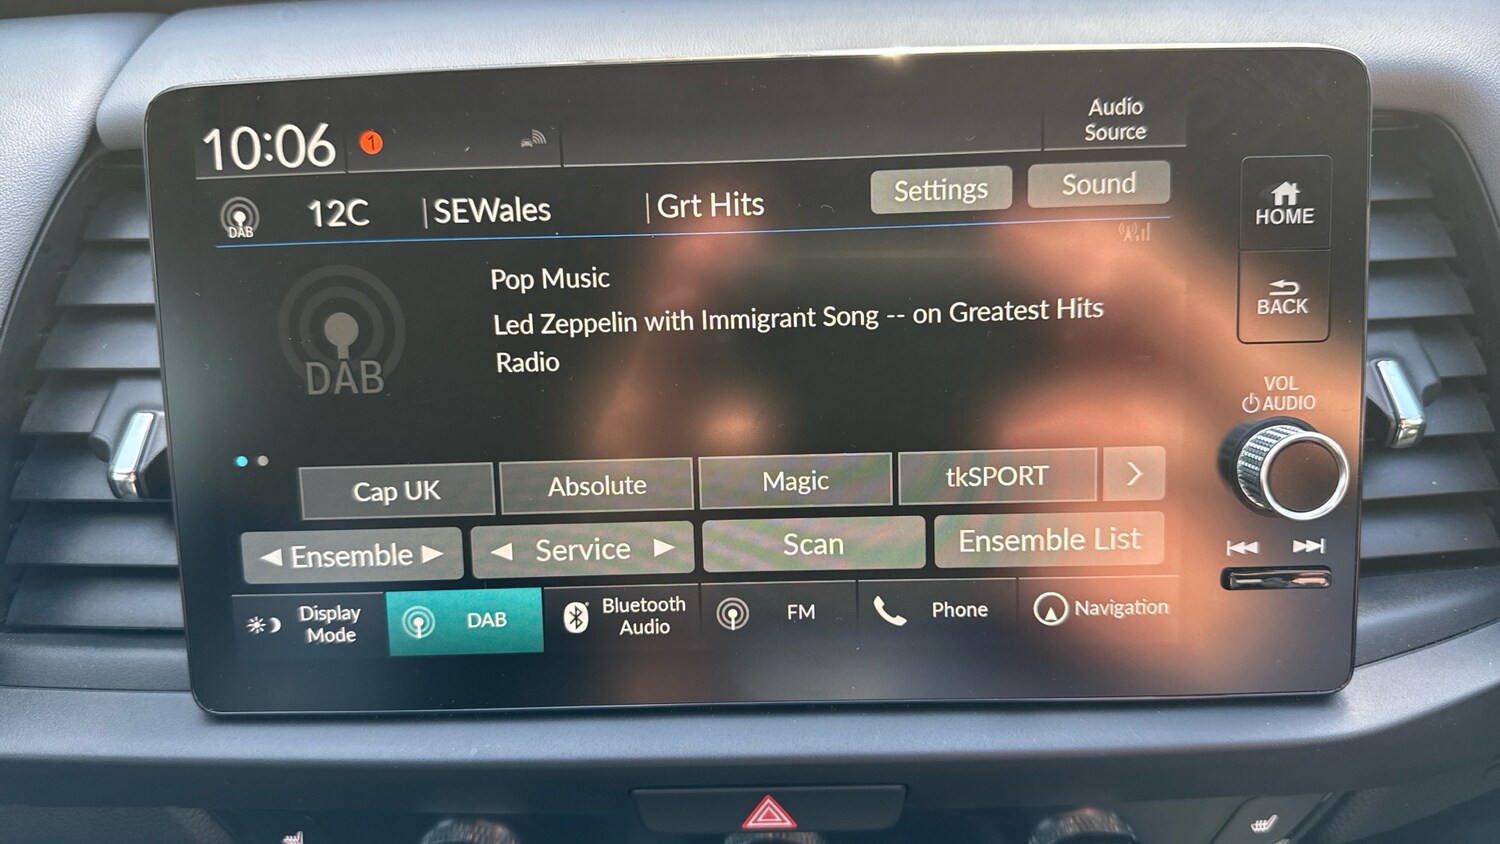 10:06 1
Audio
Source
DAB 12C SEWales Grt Hits Settings Sound
HOME
BACK
Pop Music
Led Zeppelin with Immigrant Song -- on Greatest Hits
Radio
DAB
VOL
AUDIO
Cap UK Absolute Magic tkSPORT
Ensemble Service Scan Ensemble List
Display
Mode
DAB
Bluetooth
Audio
FM
Phone
Navigation